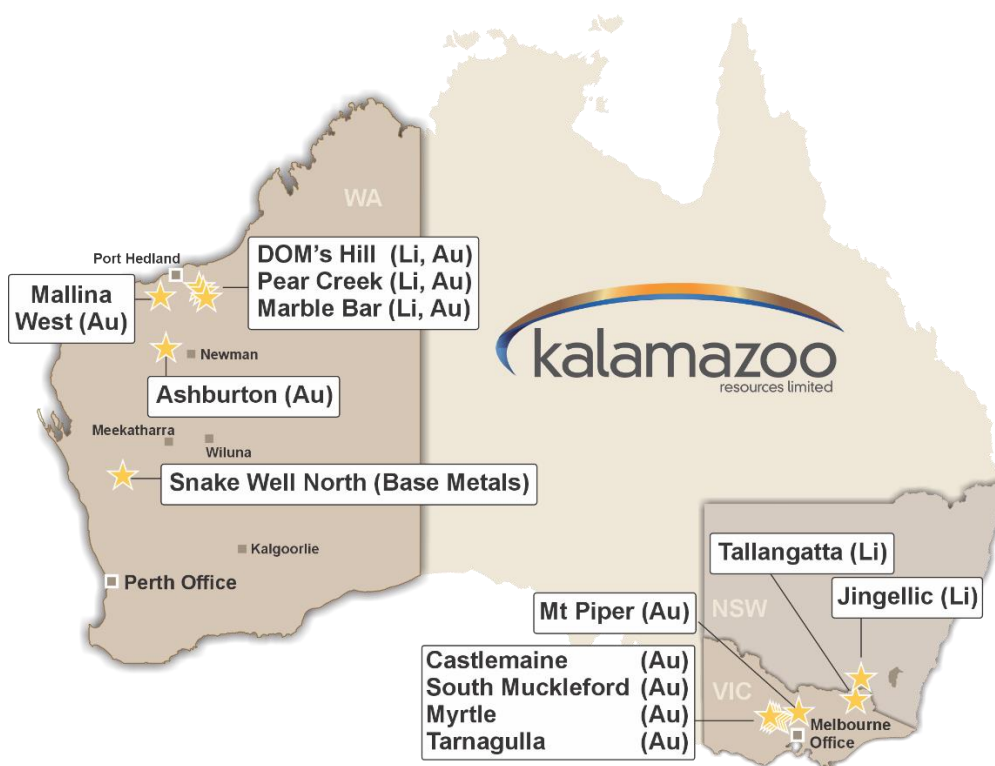 WA
Port Hedland
DOM's Hill (Li, Au)
Pear Creek (Li, Au)
Marble Bar (Li, Au)
Mallina
West (Au)
Newman
Ashburton (Au)
Meekatharra
Wiluna
Snake Well North (Base Metals)
Kalgoorlie
Perth Office
kalamazoo
resources limited
Tallangatta (Li)
Jingellic (Li)
NSW
Mt Piper (Au)
Castlemaine (Au)
South Muckleford (Au)
Myrtle (Au)
Tarnagulla (Au)
VIC
Melbourne
Office